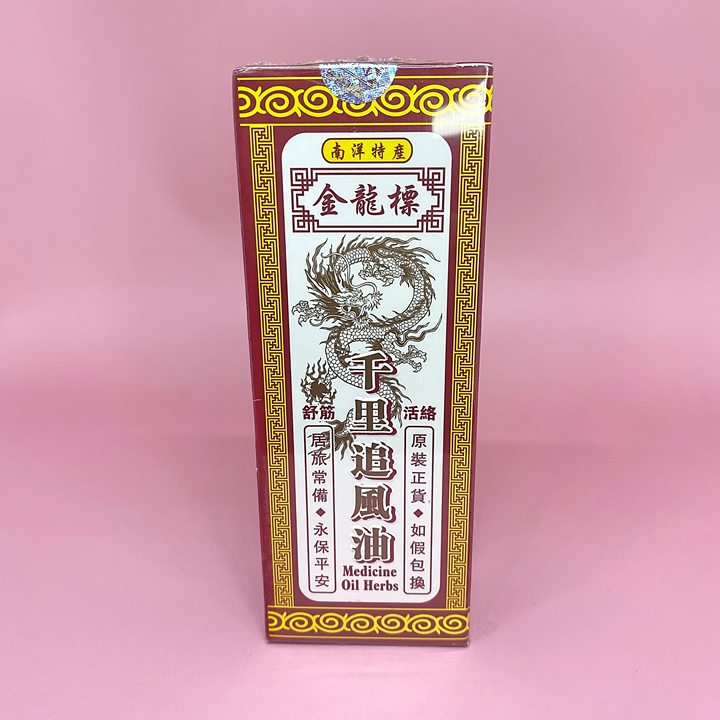 南洋特産
金龍標
千里追風油
舒筋
活絡
居旅常備◆永保平安
原裝正貨◆如假包換
Medicine
Oil Herbs